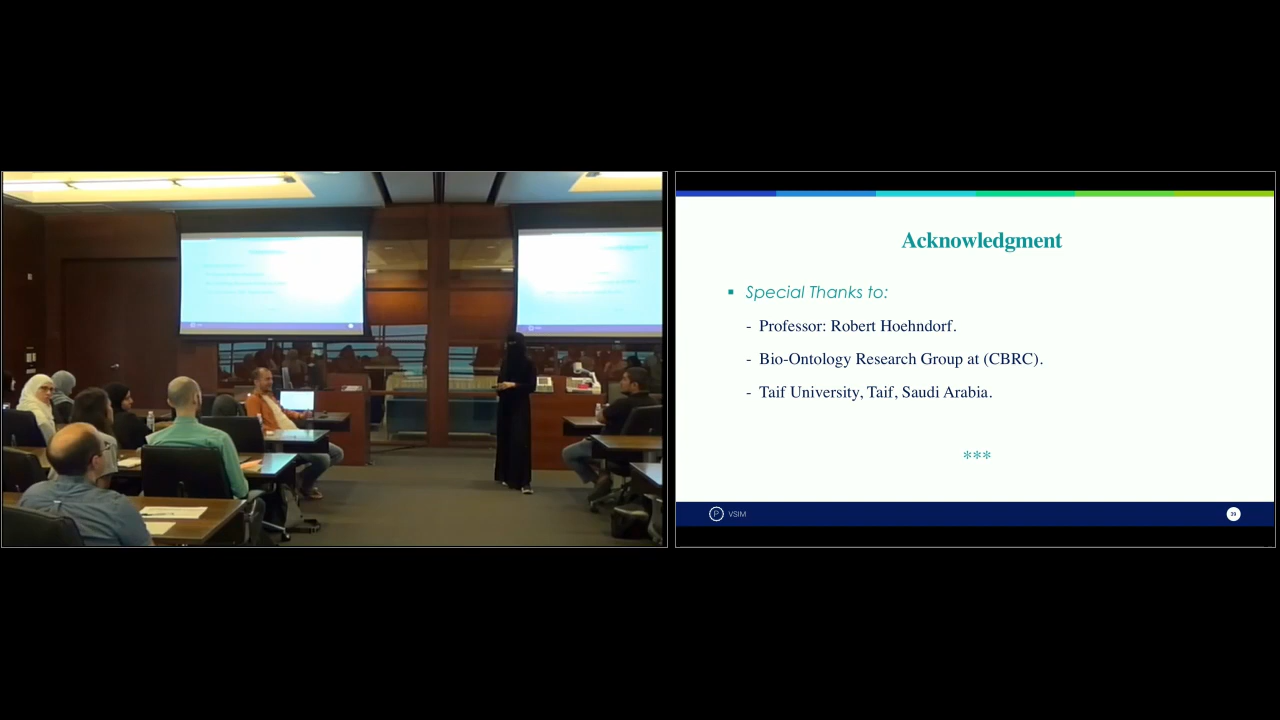 Acknowledgment
▪ Special Thanks to:
- Professor: Robert Hoehndorf.
- Bio-Ontology Research Group at (CBRC).
- Taif University, Taif, Saudi Arabia.
***
P VSIM
39